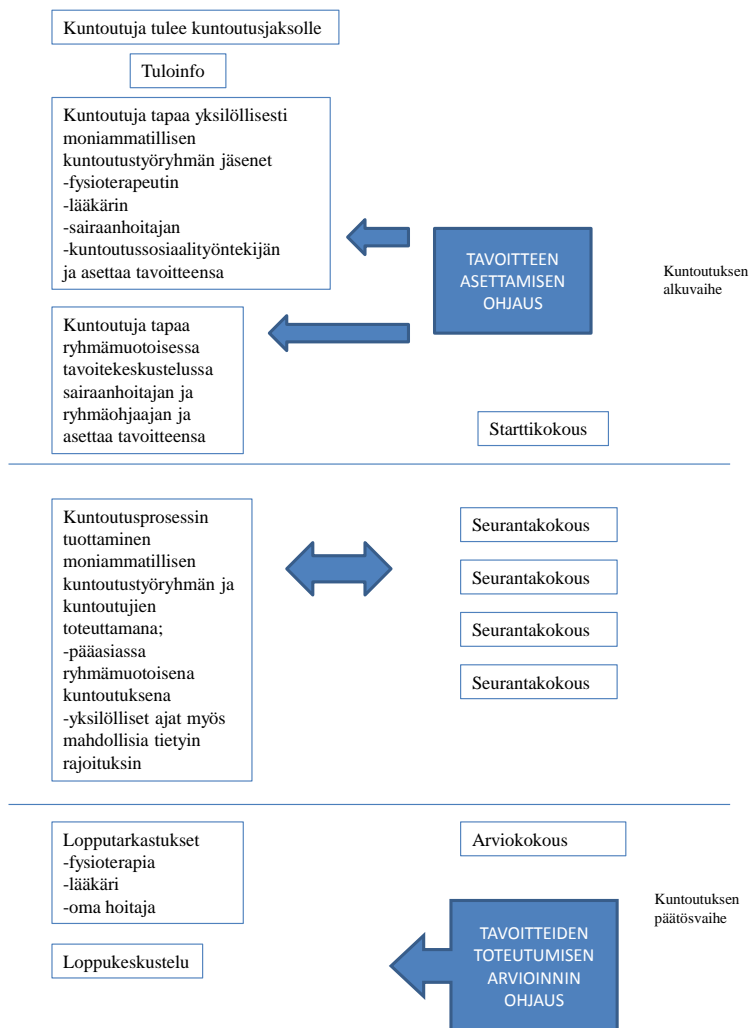 Kuntoutuja tulee kuntoutusjaksolle
Tuloinfo
Kuntoutuja tapaa yksilöllisesti
moniammatillisen
kuntoutustyöryhmän jäsenet
-fysioterapeutin
-lääkärin
-sairaanhoitajan
-kuntoutussosiaalityöntekijän
ja asettaa tavoitteensa
TAVOITTEEN
ASETTAMISEN
OHJAUS
Kuntoutuksen
alkuvaihe
Kuntoutuja tapaa
ryhmämuotoisessa
tavoitekeskustelussa
sairaanhoitajan ja
ryhmäohjaajan ja
asettaa tavoitteensa
Starttikokous
Kuntoutusprosessin
tuottaminen
moniammatillisen
kuntoutustyöryhmän ja
kuntoutujien
toteuttamana;
-pääasiassa
ryhmämuotoisena
kuntoutuksena
-yksilölliset ajat myös
mahdollisia tietyin
rajoituksin
Seurantakokous
Seurantakokous
Seurantakokous
Seurantakokous
Lopputarkastukset
-fysioterapia
-lääkäri
-oma hoitaja
Arviokokous
Kuntoutuksen
päätösvaihe
Loppukeskustelu
TAVOITTEIDEN
TOTEUTUMISEN
ARVIOINNIN
OHJAUS